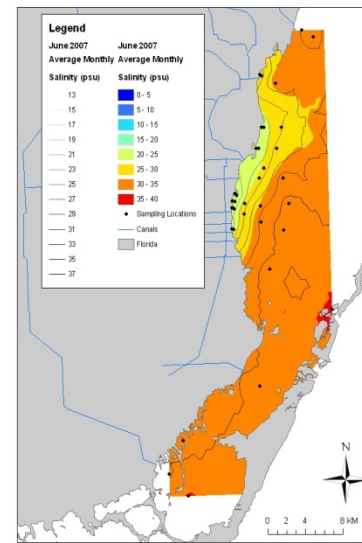 Legend
June 2007 June 2007
Average Monthly Average Monthly
Salinity (psu) Salinity (psu)
13 0 - 5
15 5 - 10
17 10 - 15
19 15 - 20
21 20 - 25
23 25 - 30
25 30 - 35
27 35 - 40
29 Sampling Locations
31 Canals
33 Florida
35
37
N
0 2 4 8 KM